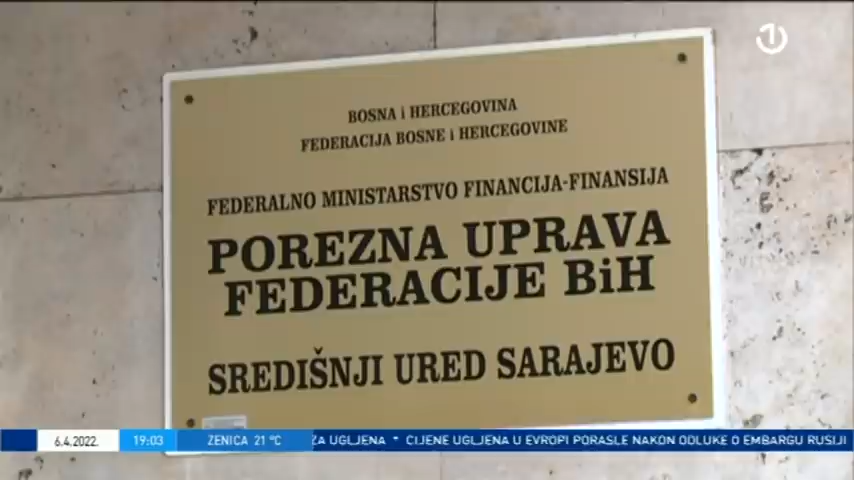 BOSNA i HERCEGOVINA
FEDERACIJA BOSNE i HERCEGOVINE
FEDERALNO MINISTARSTVO FINANCIJA-FINANSIJA
POREZNA UPRAVA
FEDERACIJE BiH
SREDIŠNJI URED SARAJEVO
6.4.2022. 19:03 ZENICA 21 °C ZA UGLJENA * CIJENE UGLJENA U EVROPI PORASLE NAKON ODLUKE O EMBARGU RUSIJI